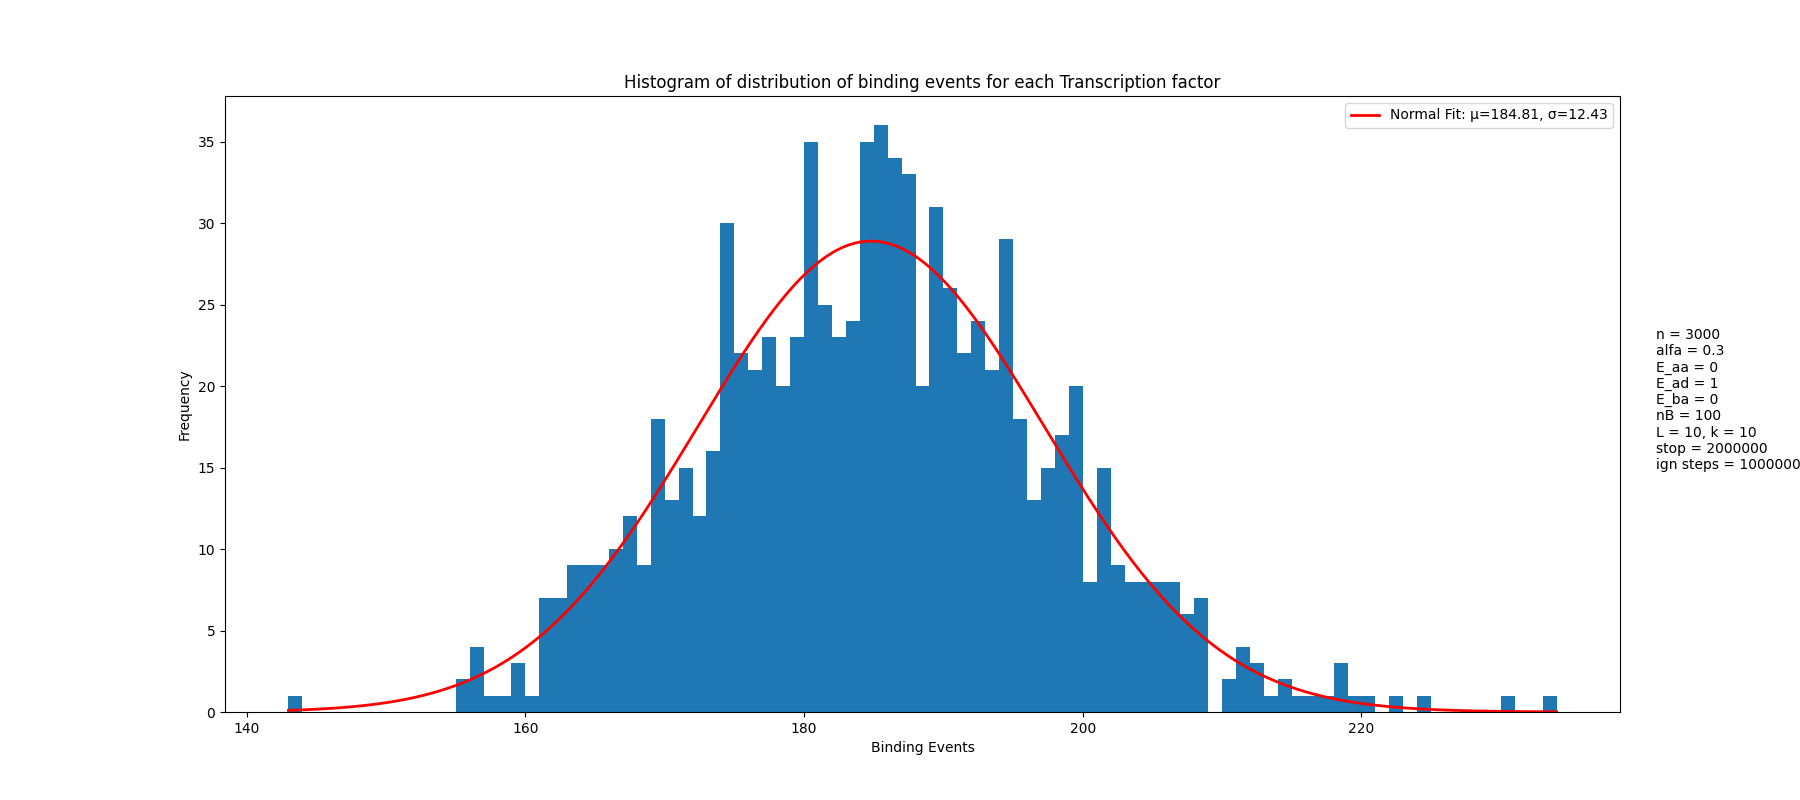 Histogram of distribution of binding events for each Transcription factor
Normal Fit: μ=184.81, σ=12.43
35
30
25
20
15
10
5
0
Frequency
140
160
180
200
220
Binding Events
n = 3000
alfa = 0.3
E_aa = 0
E_ad = 1
E_ba = 0
nB = 100
L = 10, k = 10
stop = 2000000
ign steps = 1000000